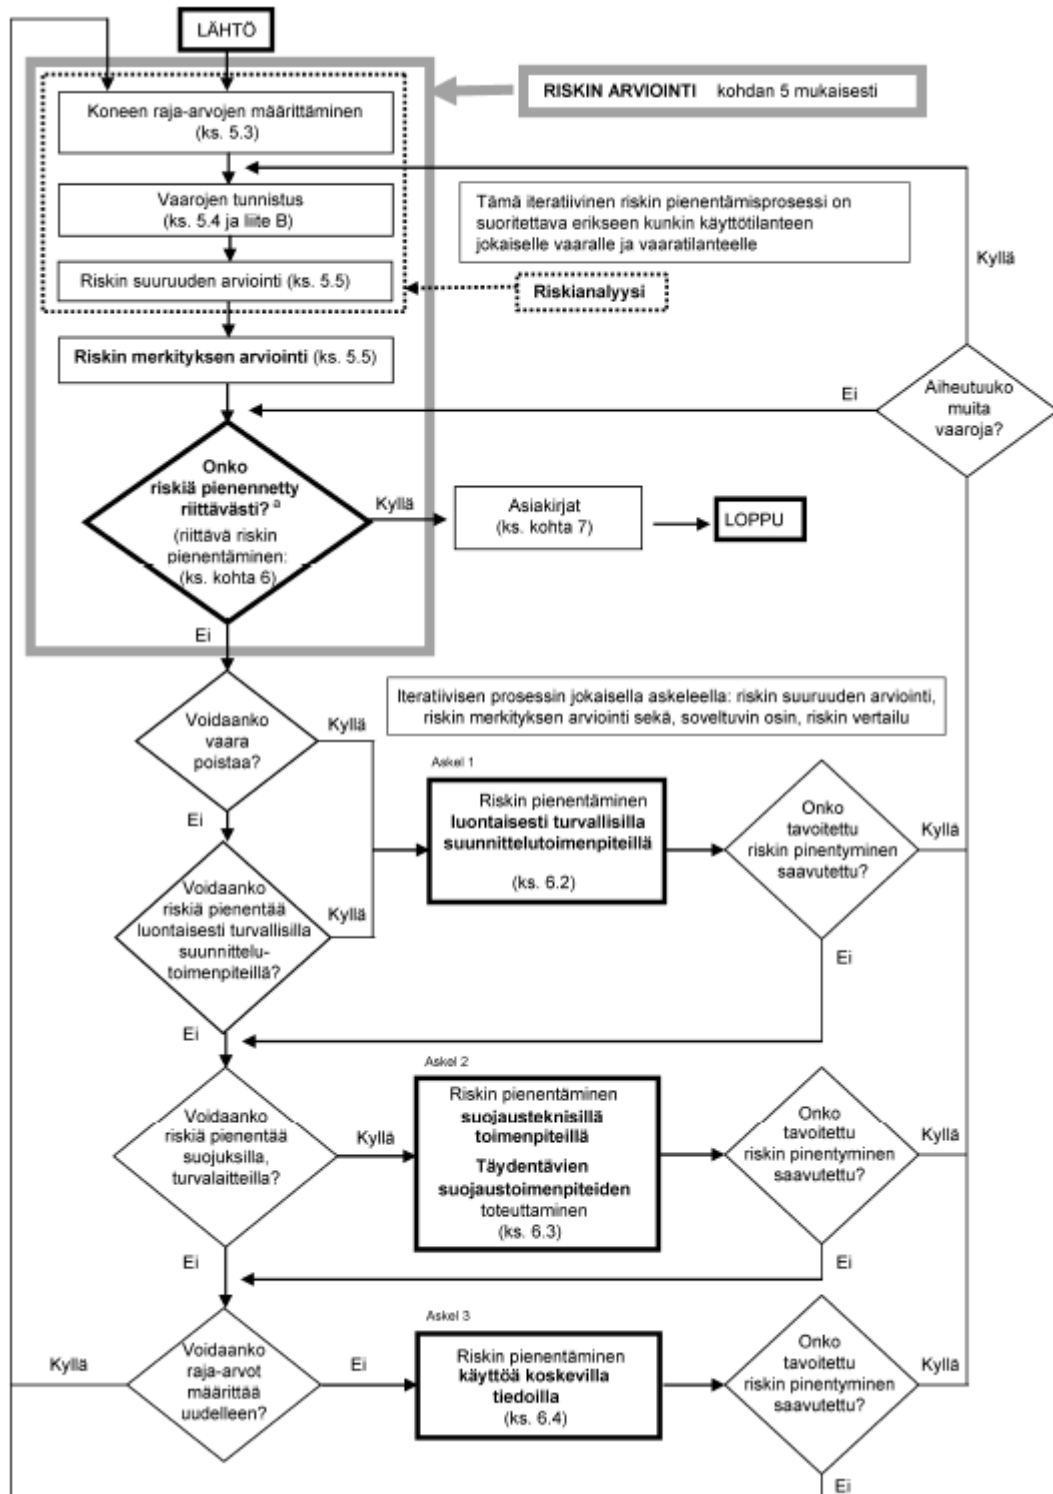 LÄHTÖ
RISKIN ARVIOINTI kohdan 5 mukaisesti
Koneen raja-arvojen määrittäminen
(ks. 5.3)
Vaarojen tunnistus
(ks. 5.4 ja liite B)
Tämä iteratiivinen riskin pienentämisprosessi on
suoritettava erikseen kunkin käyttötilanteen
jokaiselle vaaralle ja vaaratilanteelle
Kyllä
Riskin suuruuden arviointi (ks. 5.5)
Riskianalyysi
Riskin merkityksen arviointi (ks. 5.5)
Ei
Aiheutuuko
muita
vaaroja?
Onko
riskiä pienennetty
riittävästi? a
(riittävä riskin
pienentäminen:
(ks. kohta 6)
Kyllä
Asiakirjat
(ks. kohta 7)
LOPPU
Ei
Iteratiivisen prosessin jokaisella askeleella: riskin suuruuden arviointi,
riskin merkityksen arviointi sekä, soveltuvin osin, riskin vertailu
Voidaanko
vaara
poistaa?
Kyllä
Ei
Askel 1
Riskin pienentäminen
luontaisesti turvallisilla
suunnittelutoimenpiteillä
(ks. 6.2)
Onko
tavoitettu
riskin pinentyminen
saavutettu?
Kyllä
Ei
Voidaanko
riskiä pienentää
luontaisesti turvallisilla
suunnittelu-
toimenpiteillä?
Kyllä
Ei
Askel 2
Voidaanko
riskiä pienentää
suojuksilla,
turvalaitteilla?
Kyllä
Riskin pienentäminen
suojausteknisillä
toimenpiteillä
Täydentävien
suojaustoimenpiteiden
toteuttaminen
(ks. 6.3)
Onko
tavoitettu
riskin pinentyminen
saavutettu?
Kyllä
Ei
Ei
Askel 3
Kyllä
Voidaanko
raja-arvot
määrittää
uudelleen?
Ei
Riskin pienentäminen
käyttöä koskevilla
tiedoilla
(ks. 6.4)
Onko
tavoitettu
riskin pinentyminen
saavutettu?
Kyllä
Ei